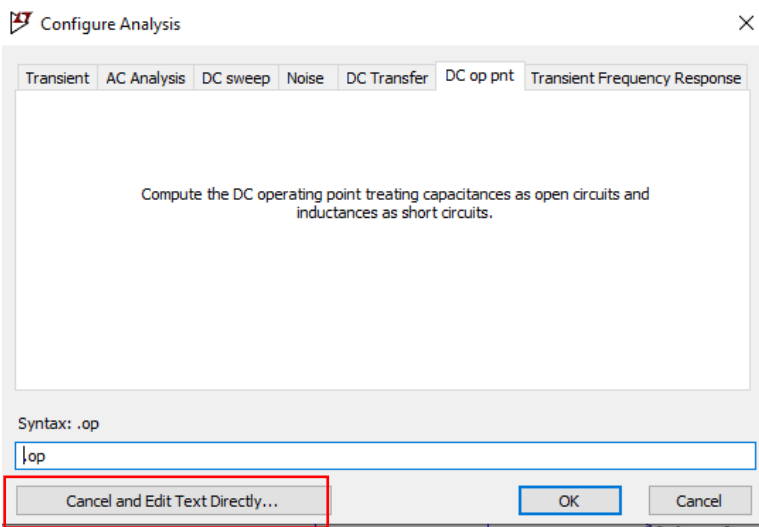 Configure Analysis
Transient AC Analysis DC sweep Noise DC Transfer DC op pnt Transient Frequency Response
Compute the DC operating point treating capacitances as open circuits and
inductances as short circuits.
Syntax: .op
.op
Cancel and Edit Text Directly... OK Cancel